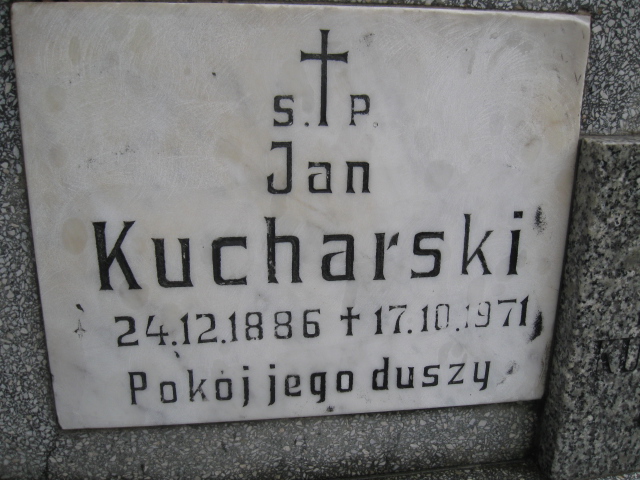 S. P.
Jan
Kucharski
* 24.12.1886 ✝ 17.10.1971
Pokój jego duszy